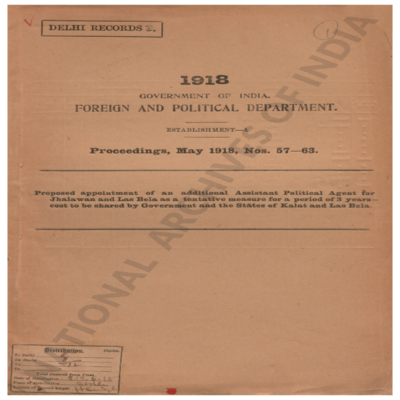 DELHI RECORDS 2.
1918
GOVERNMENT OF INDIA.
FOREIGN AND POLITICAL DEPARTMENT.
ESTABLISHMENT—A
Proceedings, May 1918, Nos. 57—63.
Proposed appointment of an additional Assistant Political Agent for
Jhalawan and Las Bela as a tentative measure for a period of 3 years—
cost to be shared by Government and the States of Kalat and Las Bela.
NATIONAL ARCHIVES OF INDIA